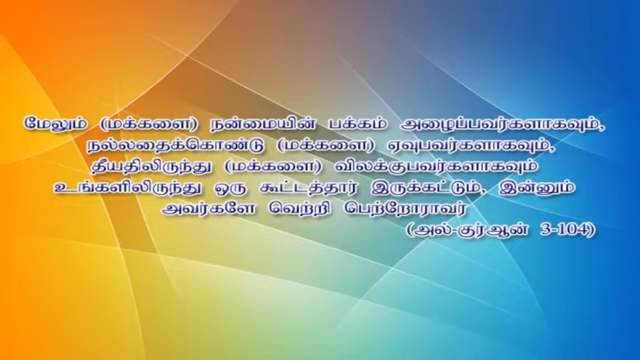 மேலும் (மக்களை) நன்மையின் பக்கம் அழைப்பவர்களாகவும்,
நல்லதைக்கொண்டு (மக்களை) ஏவுபவர்களாகவும்,
தீயதிலிருந்து (மக்களை) விலக்குபவர்களாகவும்
உங்களிலிருந்து ஒரு கூட்டத்தார் இருக்கட்டும், இன்னும்
அவர்களே வெற்றி பெற்றோராவர்
(அல்-குர்ஆன் 3-104)